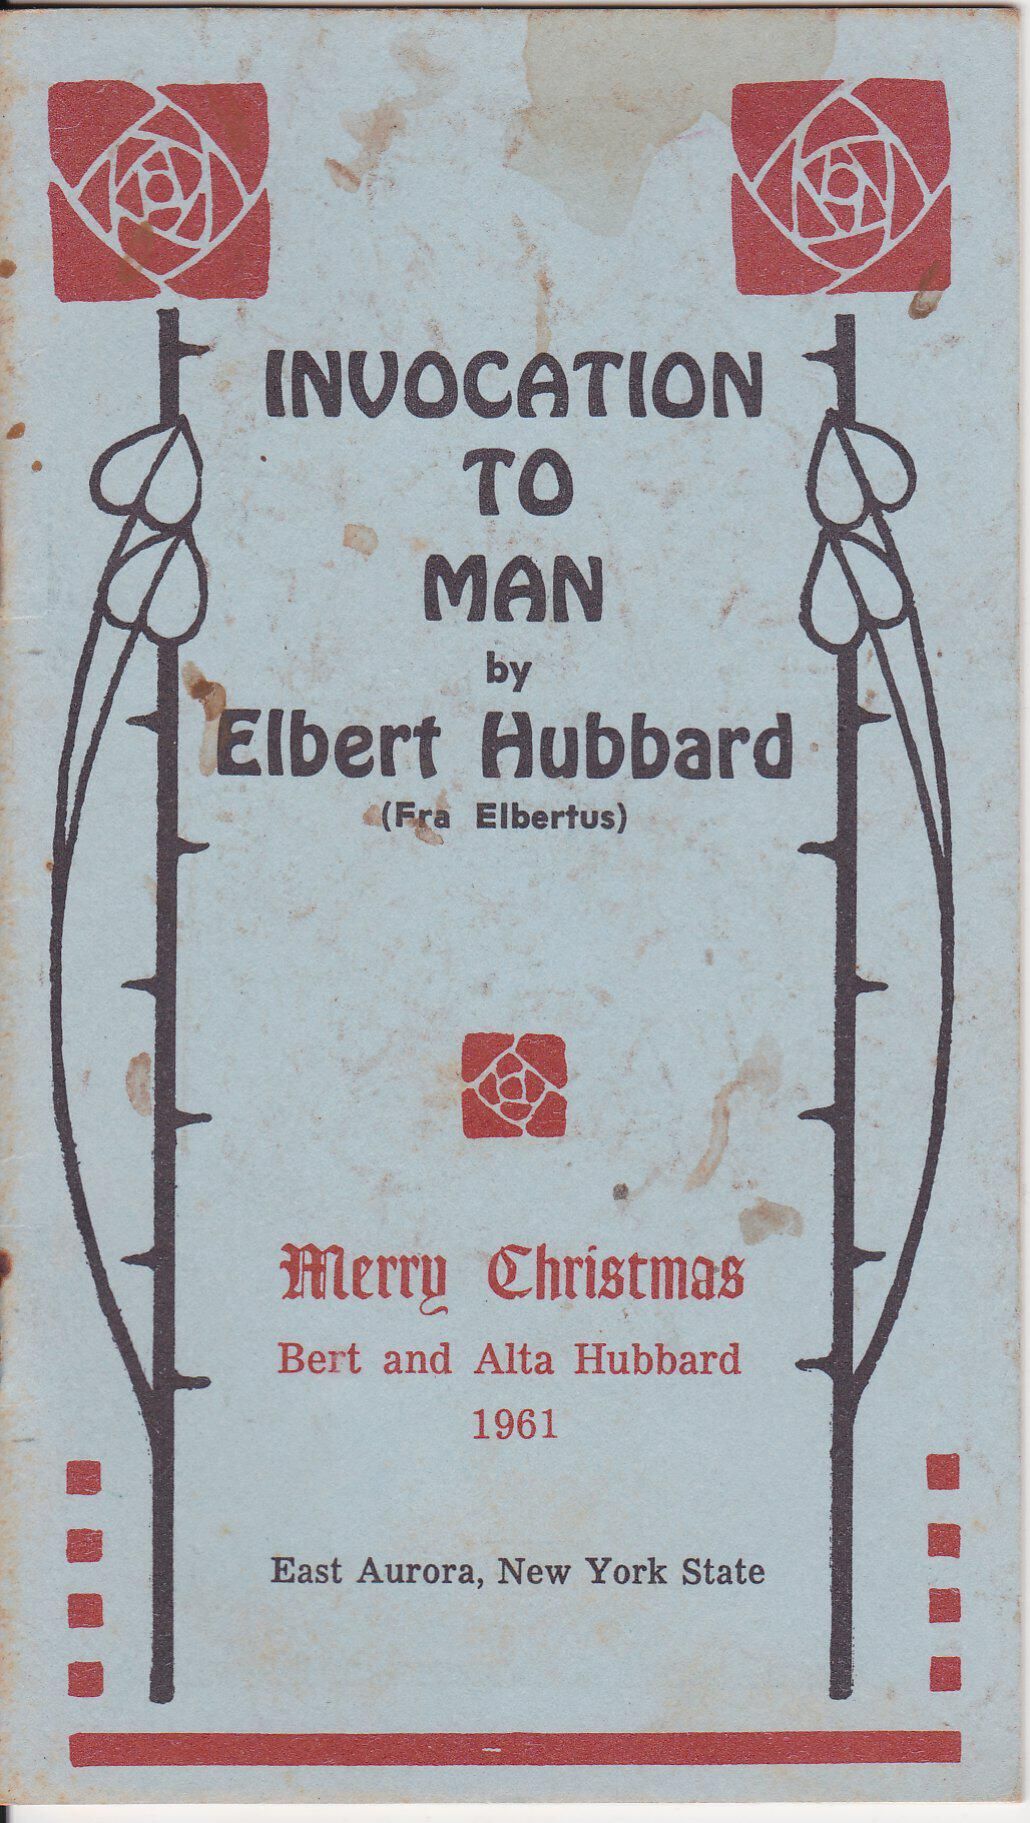 INVOCATION
TO
MAN
by
Elbert Hubbard
(Fra Elbertus)
Merry Christmas
Bert and Alta Hubbard
1961
East Aurora, New York State